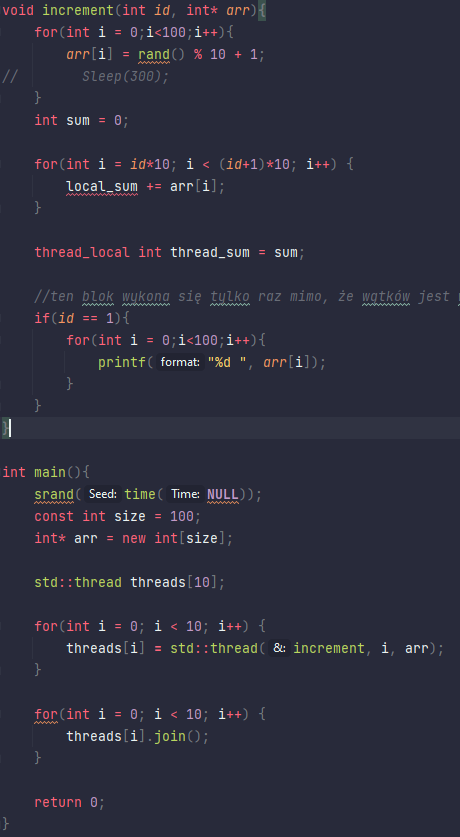 void increment(int id, int* arr){
for(int i = 0;i<100;i++){
arr[i] = rand() % 10 + 1;
// Sleep(300);
}
int sum = 0;
for(int i = id*10; i < (id+1)*10; i++) {
local_sum += arr[i];
}
thread_local int thread_sum = sum;
//ten blok wykona się tylko raz mimo, że wątków jest
if(id == 1){
for(int i = 0;i<100;i++){
printf( format: "%d ", arr[i]);
}
}
}
int main(){
srand( Seed: time( Time: NULL));
const int size = 100;
int* arr = new int[size];
std::thread threads[10];
for(int i = 0; i < 10; i++) {
threads[i] = std::thread( &: increment, i, arr);
}
for(int i = 0; i < 10; i++) {
threads[i].join();
}
return 0;
}